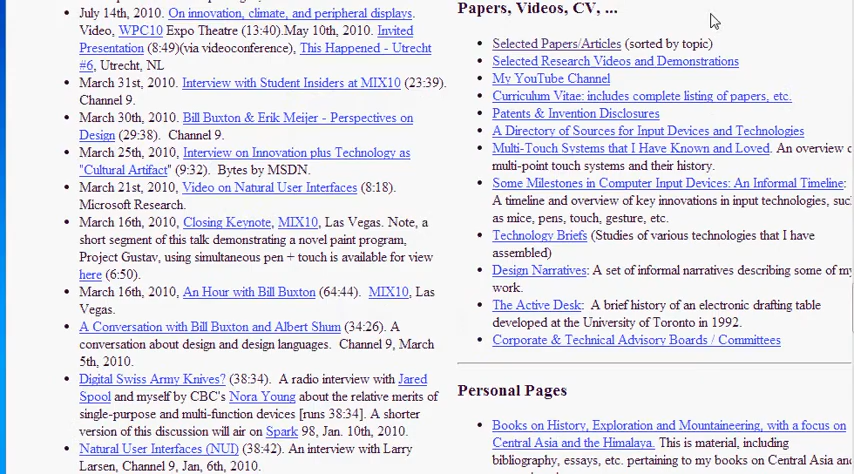 July 14th, 2010. On innovation, climate, and peripheral displays.
Video, WPC10 Expo Theatre (13:40).May 10th, 2010. Invited
Presentation (8:49)(via videoconference), This Happened - Utrecht
#6, Utrecht, NL
March 31st, 2010. Interview with Student Insiders at MIX10 (23:39).
Channel 9.
March 30th, 2010. Bill Buxton & Erik Meijer - Perspectives on
Design (29:38). Channel 9.
March 25th, 2010, Interview on Innovation plus Technology as
"Cultural Artifact" (9:32). Bytes by MSDN.
March 21st, 2010, Video on Natural User Interfaces (8:18).
Microsoft Research.
March 16th, 2010, Closing Keynote, MIX10, Las Vegas. Note, a
short segment of this talk demonstrating a novel paint program,
Project Gustav, using simultaneous pen + touch is available for view
here (6:50).
March 16th, 2010, An Hour with Bill Buxton (64:44). MIX10, Las
Vegas.
A Conversation with Bill Buxton and Albert Shum (34:26). A
conversation about design and design languages. Channel 9, March
5th, 2010.
Digital Swiss Army Knives? (38:34). A radio interview with Jared
Spool and myself by CBC's Nora Young about the relative merits of
single-purpose and multi-function devices [runs 38:34]. A shorter
version of this discussion will air on Spark 98, Jan. 10th, 2010.
Natural User Interfaces (NUI) (38:42). An interview with Larry
Larsen, Channel 9, Jan, 6th, 2010.
Papers, Videos, CV, ...
Selected Papers/Articles (sorted by topic)
Selected Research Videos and Demonstrations
My YouTube Channel
Curriculum Vitae: includes complete listing of papers, etc.
Patents & Invention Disclosures
A Directory of Sources for Input Devices and Technologies
Multi-Touch Systems that I Have Known and Loved. An overview
multi-point touch systems and their history.
Some Milestones in Computer Input Devices: An Informal Timeline:
A timeline and overview of key innovations in input technologies,
as mice, pens, touch, gesture, etc.
Technology Briefs (Studies of various technologies that I have
assembled)
Design Narratives: A set of informal narratives describing some of my
work.
The Active Desk: A brief history of an electronic drafting table
developed at the University of Toronto in 1992.
Corporate & Technical Advisory Boards / Committees
Personal Pages
Books on History, Exploration and Mountaineering, with a focus on
Central Asia and the Himalaya. This is material, including
bibliography, essays, etc. pertaining to my books on Central Asia